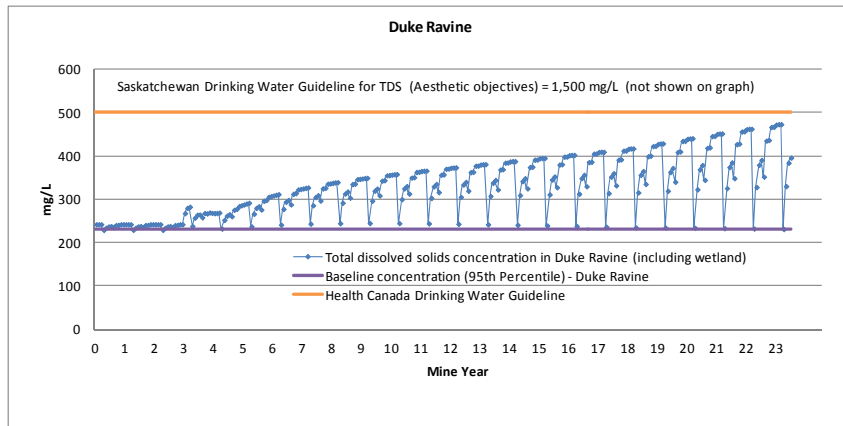 Duke Ravine
600
Saskatchewan Drinking Water Guideline for TDS (Aesthetic objectives) = 1,500 mg/L (not shown on graph)
500
400
mg/L
300
200
Total dissolved solids concentration in Duke Ravine (including wetland)
Baseline concentration (95th Percentile) - Duke Ravine
100
Health Canada Drinking Water Guideline
0
0 1 2 3 4 5 6 7 8 9 10 11 12 13 14 15 16 17 18 19 20 21 22 23
Mine Year